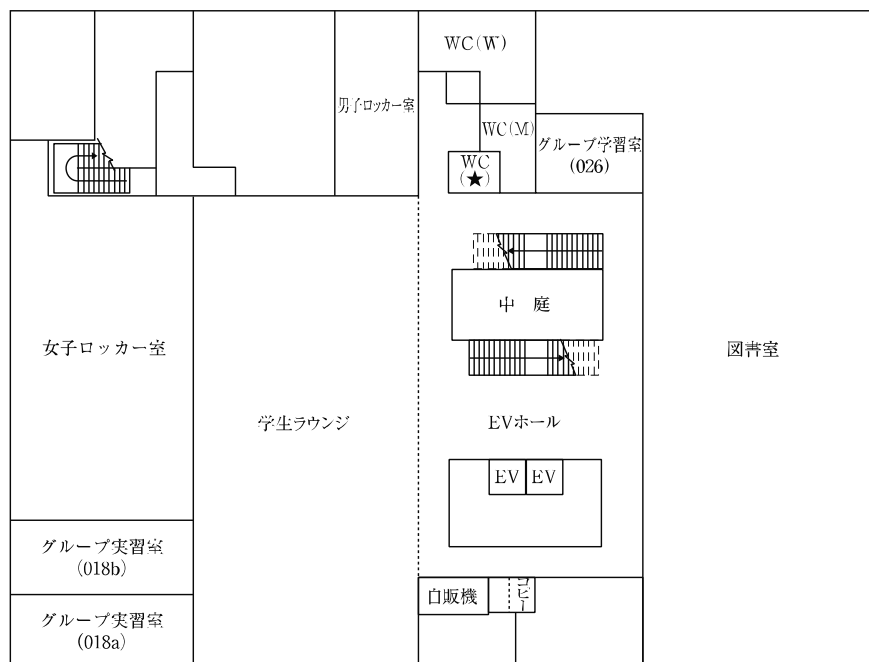 WC(W)
男子ロッカー室
WC(M)
グループ学習室
(026)
WC
(★)
中 庭
女子ロッカー室
図書室
学生ラウンジ
EVホール
EV
EV
グループ実習室
(018b)
自販機
コピー
グループ実習室
(018a)